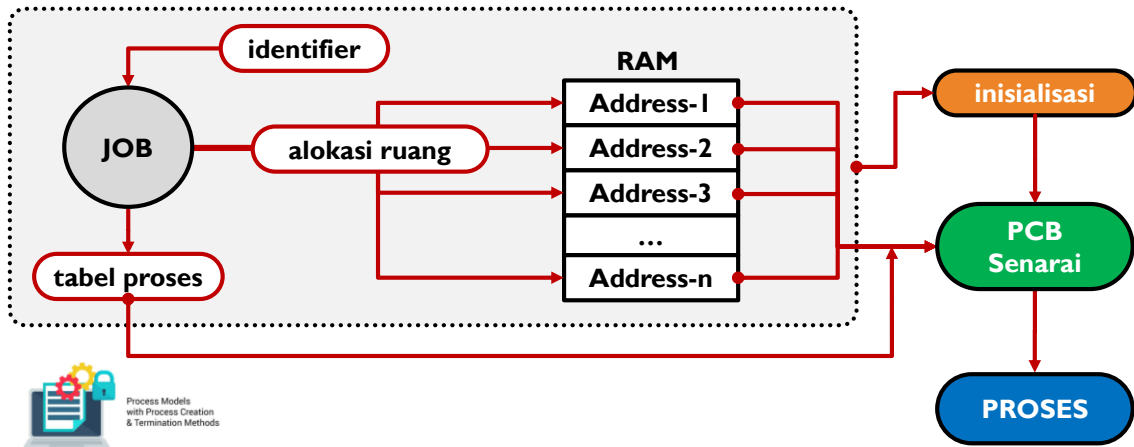 identifier
RAM
JOB
alokasi ruang
Address-1
Address-2
Address-3
...
Address-n
tabel proses
inisialisasi
PCB
Senarai
PROSES
Process Models
with Process Creation
& Termination Methods